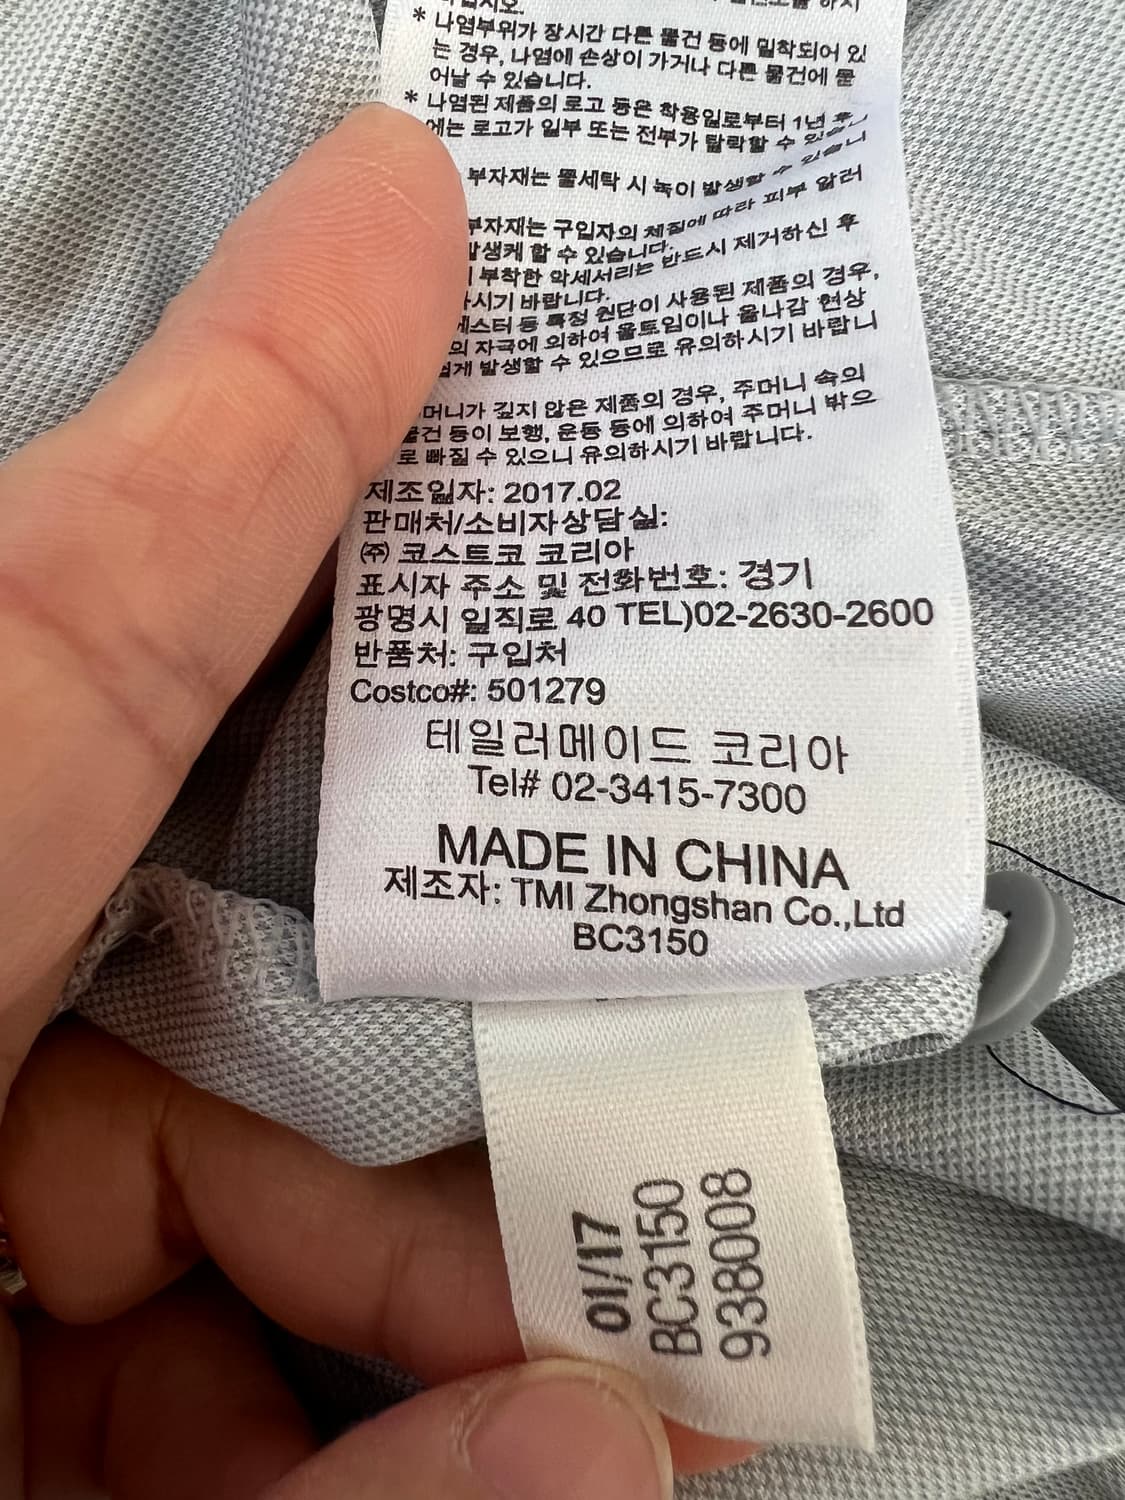 * 나염부위가 장시간 다른 물건 등에 밀착되어 있
는 경우, 나염에 손상이 가거나 다른 물건에 묻
어날 수 있습니다.
* 나염된 제품의 로고 등은 착용일로부터 1년 후
에는 로고가 일부 또는 전부가 탈락할 수 있습니
부자재는 물세탁 시 녹이 발생할 수 있습니
부자재는 구입자의 체질에 따라 피부 알러
발생케 할 수 있습니다.
부착한 악세서리는 반드시 제거하신 후
하시기 바랍니다.
에스터 등 특정 원단이 사용된 제품의 경우,
의 자극에 의하여 올트임이나 올나감 현상
쉽게 발생할 수 있으므로 유의하시기 바랍니
머니가 깊지 않은 제품의 경우, 주머니 속의
물건 등이 보행, 운동 등에 의하여 주머니 밖으
로 빠질 수 있으니 유의하시기 바랍니다.
제조일자: 2017.02
판매처/소비자상담실:
㈜ 코스트코 코리아
표시자 주소 및 전화번호: 경기
광명시 일직로 40 TEL)02-2630-2600
반품처: 구입처
Costco#: 501279
테일러메이드 코리아
Tel# 02-3415-7300
MADE IN CHINA
제조자: TMI Zhongshan Co.,Ltd
BC3150
01/17
BC3150
938008